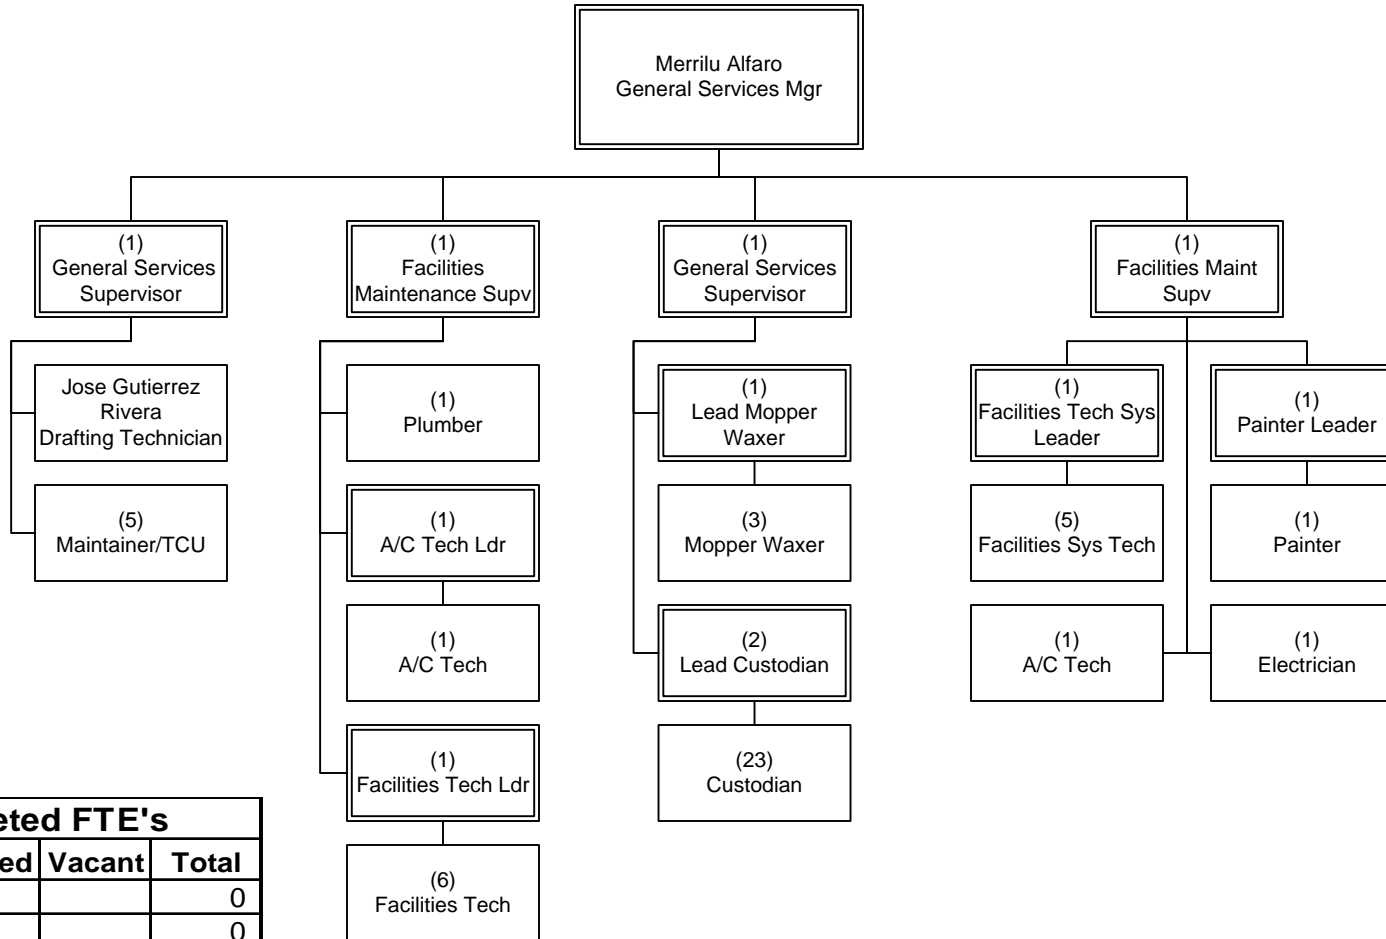 Merrilu Alfaro
General Services Mgr
(1)
General Services
Supervisor
(1)
Facilities
Maintenance Supv
(1)
General Services
Supervisor
(1)
Facilities Maint
Supv
Jose Gutierrez
Rivera
Drafting Technician
(1)
Plumber
(1)
Lead Mopper
Waxer
(1)
Facilities Tech Sys
Leader
(1)
Painter Leader
(5)
Maintainer/TCU
(1)
A/C Tech Ldr
(3)
Mopper Waxer
(5)
Facilities Sys Tech
(1)
Painter
(1)
A/C Tech
(2)
Lead Custodian
(1)
A/C Tech
(1)
Electrician
(1)
Facilities Tech Ldr
(23)
Custodian
(6)
Facilities Tech
eted FTE's
ed Vacant Total
0
0